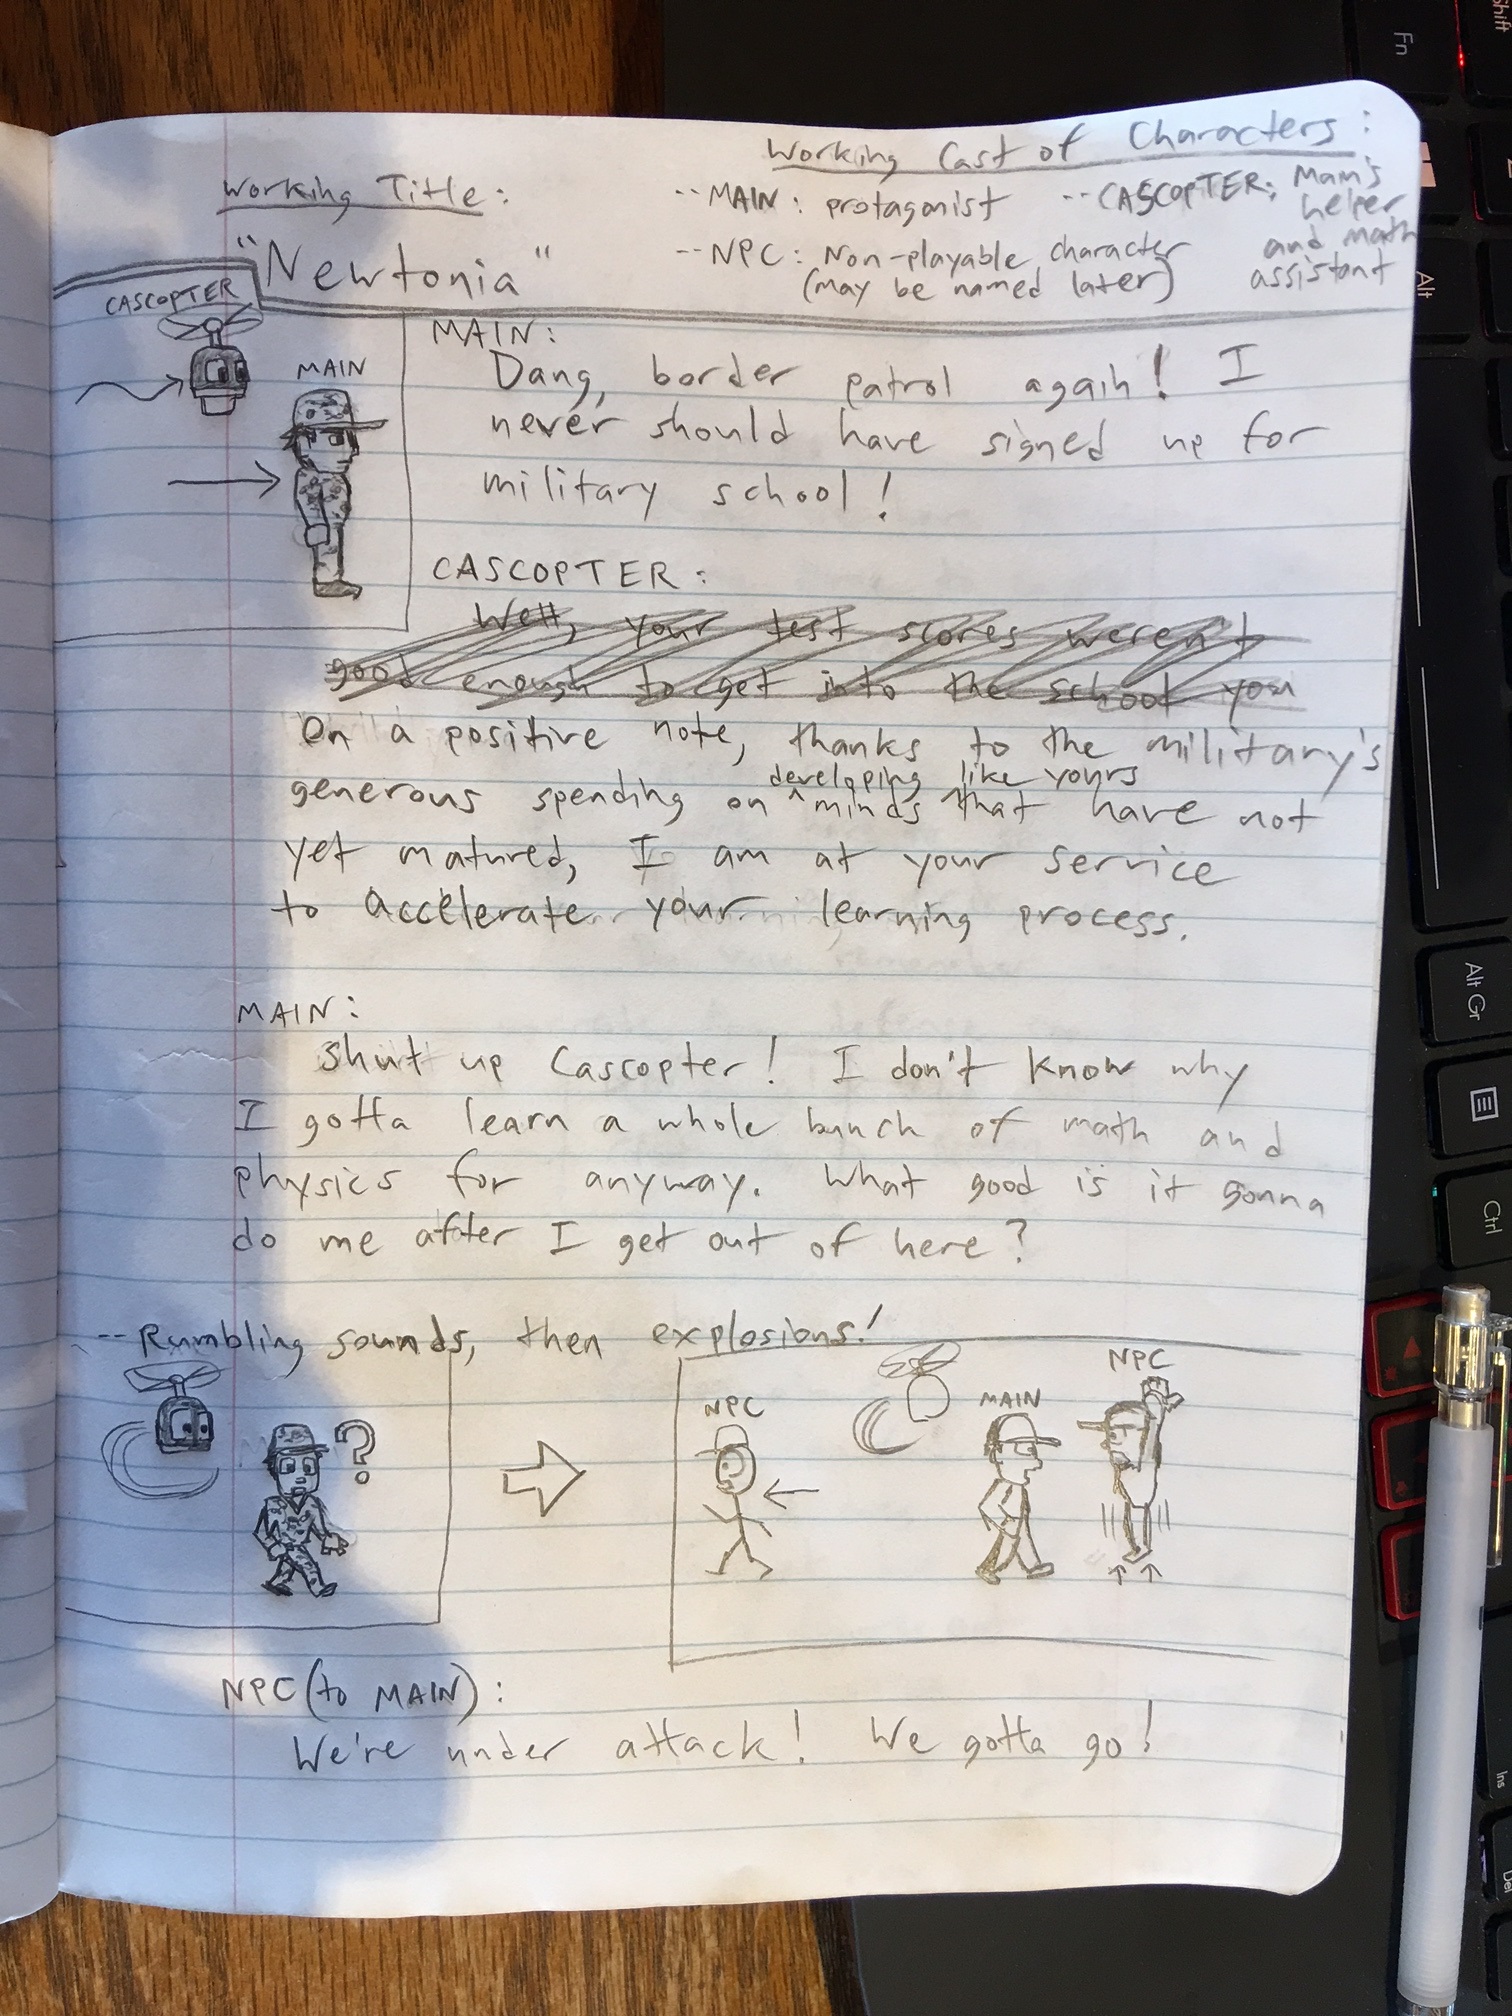 Working Cast of Characters:
Working Title:
"Newtonia"
--MAIN: protagonist
--CASCOPTER: Main's
helper
and math
assistant
--NPC: Non-playable character
(may be named later)
CASCOPTER
MAIN
MAIN:
Dang, border patrol again! I
never should have signed up for
military school!
CASCOPTER:
Well, your test scores weren't
good enough to get into the school you
On a positive note, thanks to the military's
developing like yours
generous spending on ^ minds ^ that have not
yet matured, I am at your service
to accelerate your learning process.
MAIN:
Shut up Cascopter! I don't know why
I gotta learn a whole bunch of math and
physics for anyway. What good is it gonna
do me after I get out of here?
--Rumbling sounds, then explosions!
?
NPC
MAIN
NPC
NPC (to MAIN):
We're under attack! We gotta go!
Shift
Fn
Alt
Alt Gr
Ctrl
Ins
Del